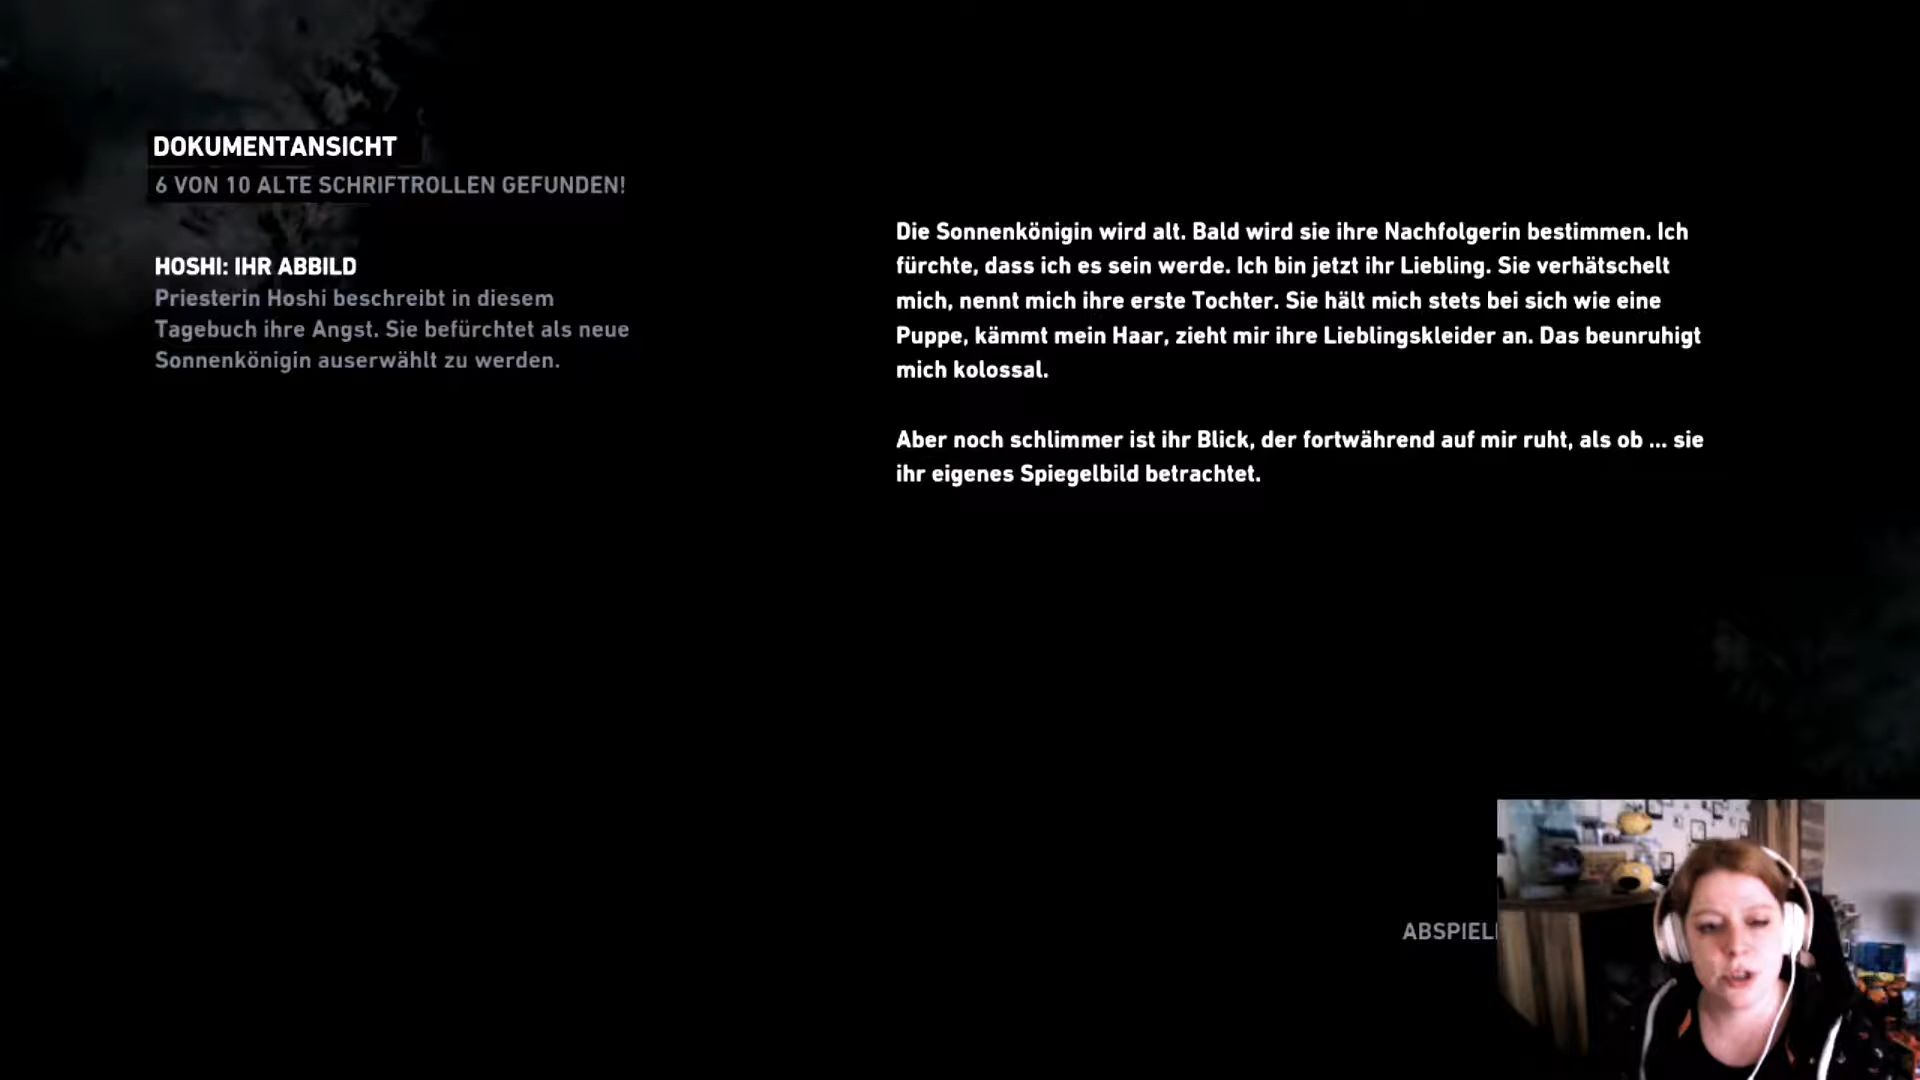 DOKUMENTANSICHT
6 VON 10 ALTE SCHRIFTROLLEN GEFUNDEN!
HOSHI: IHR ABBILD
Priesterin Hoshi beschreibt in diesem
Tagebuch ihre Angst. Sie befürchtet als neue
Sonnenkönigin auserwählt zu werden.
Die Sonnenkönigin wird alt. Bald wird sie ihre Nachfolgerin bestimmen. Ich
fürchte, dass ich es sein werde. Ich bin jetzt ihr Liebling. Sie verhätschelt
mich, nennt mich ihre erste Tochter. Sie hält mich stets bei sich wie eine
Puppe, kämmt mein Haar, zieht mir ihre Lieblingskleider an. Das beunruhigt
mich kolossal.
Aber noch schlimmer ist ihr Blick, der fortwährend auf mir ruht, als ob ... sie
ihr eigenes Spiegelbild betrachtet.